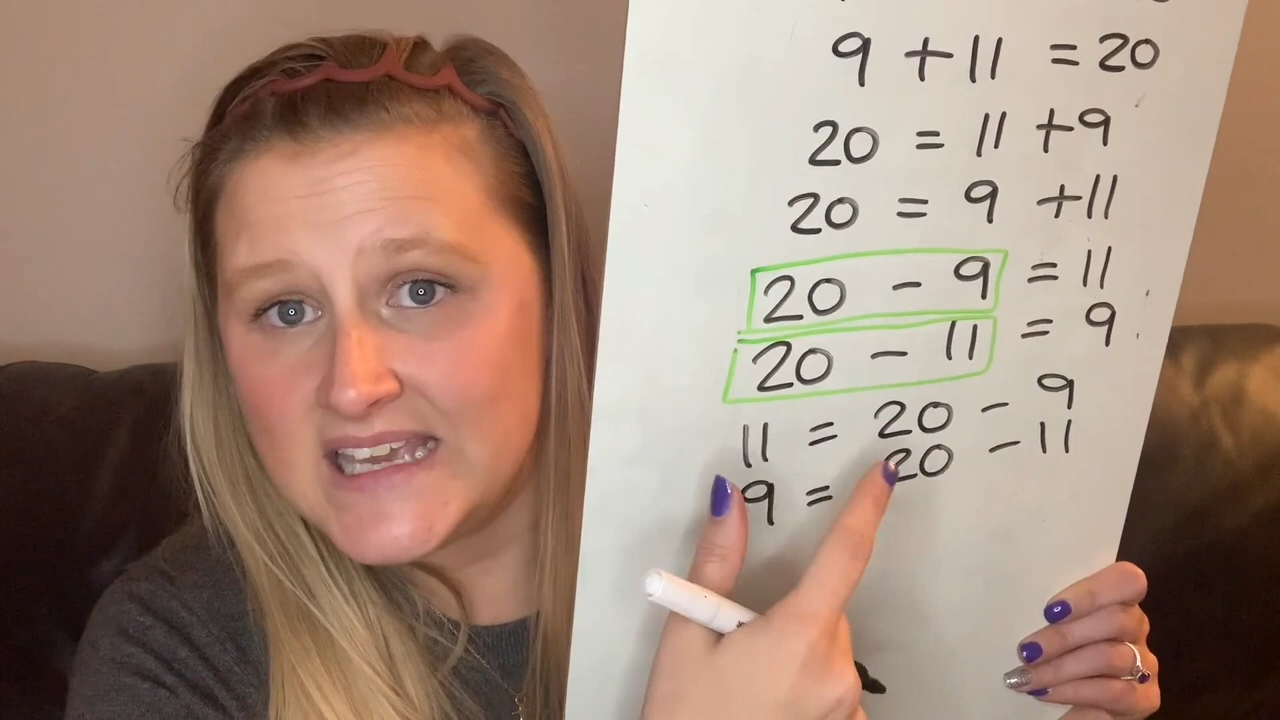 9 + 11 = 20
20 = 11 + 9
20 = 9 + 11
20 - 9 = 11
20 - 11 = 9
11 = 20 - 9
9 = 20 - 11